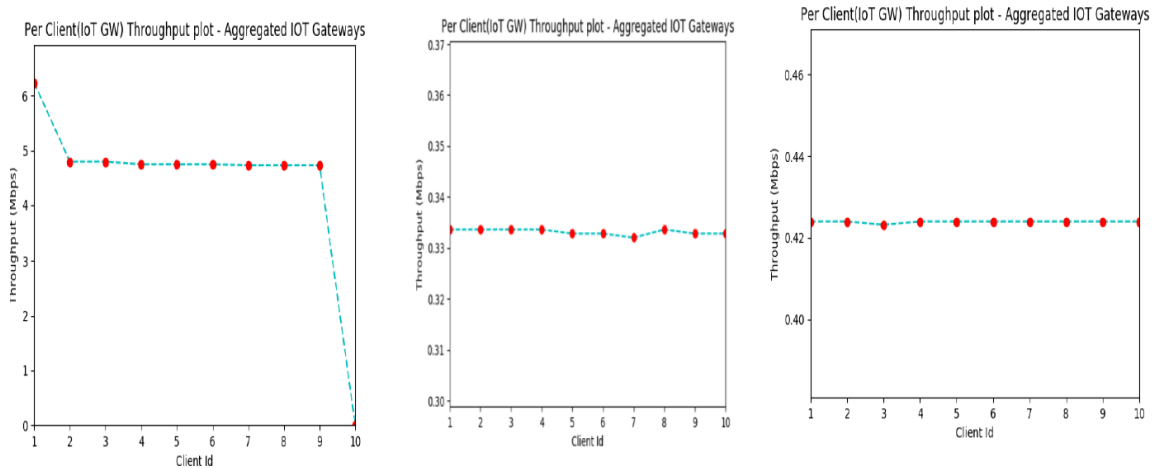 Per Client(IoT GW) Throughput plot - Aggregated IOT Gateways
6
5
4
3
2
1
0
Throughput (Mbps)
1 2 3 4 5 6 7 8 9 10
Client Id
Per Client(IoT GW) Throughput plot - Aggregated IOT Gateways
0.37
0.36
0.35
0.34
0.33
0.32
0.31
0.30
Throughput (Mbps)
1 2 3 4 5 6 7 8 9 10
Client Id
Per Client(IoT GW) Throughput plot - Aggregated IOT Gateways
0.46
0.44
0.42
0.40
Throughput (Mbps)
1 2 3 4 5 6 7 8 9 10
Client Id